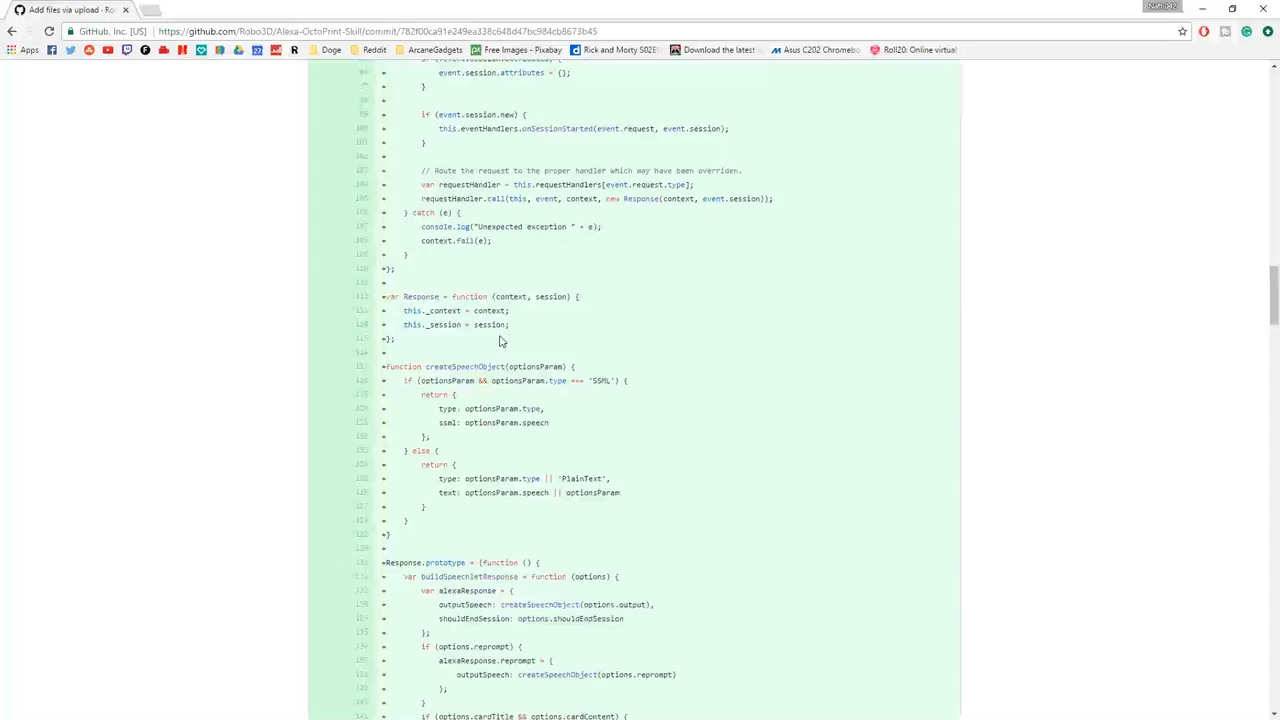 Add files via upload · Ro
GitHub, Inc. [US] https://github.com/Robo3D/Alexa-OctoPrint-Skill/commit/782f00ca91e249ea338c648d47dc96bcb8673b45
Apps Doge Reddit ArcaneGadgets Free Images - Pixabay Rick and Morty S02E Download the latest Asus C202 Chromebo Roll20: Online virtual
event.session.attributes = {};
}
if (event.session.new) {
this.eventHandlers.onSessionStarted(event.request, event.session);
}
// Route the request to the proper handler which may have been overriden.
var requestHandler = this.requestHandlers[event.request.type];
requestHandler.call(this, event, context, new Response(context, event.session));
} catch (e) {
console.log("Unexpected exception " + e);
context.fail(e);
}
+};
+var Response = function (context, session) {
this._context = context;
this._session = session;
+};
+function createSpeechObject(optionsParam) {
if (optionsParam && optionsParam.type === 'SSML') {
return {
type: optionsParam.type,
ssml: optionsParam.speech
};
} else {
return {
type: optionsParam.type || 'PlainText',
text: optionsParam.speech || optionsParam
}
}
+}
+Response.prototype = (function () {
var buildSpeechletResponse = function (options) {
var alexaResponse = {
outputSpeech: createSpeechObject(options.output),
shouldEndSession: options.shouldEndSession
};
if (options.reprompt) {
alexaResponse.reprompt = {
outputSpeech: createSpeechObject(options.reprompt)
};
}
if (options.cardTitle && options.cardContent) {